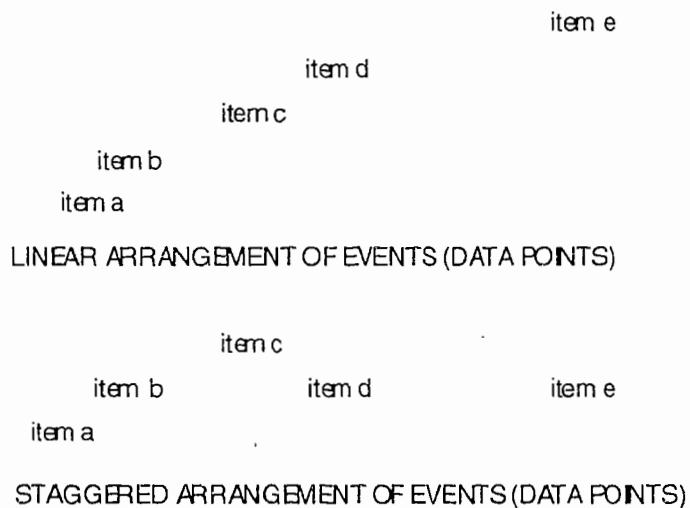 item e
item d
item c
item b
item a
LINEAR ARRANGEMENT OF EVENTS (DATA POINTS)
item c
item b item d item e
item a
STAGGERED ARRANGEMENT OF EVENTS (DATA POINTS)